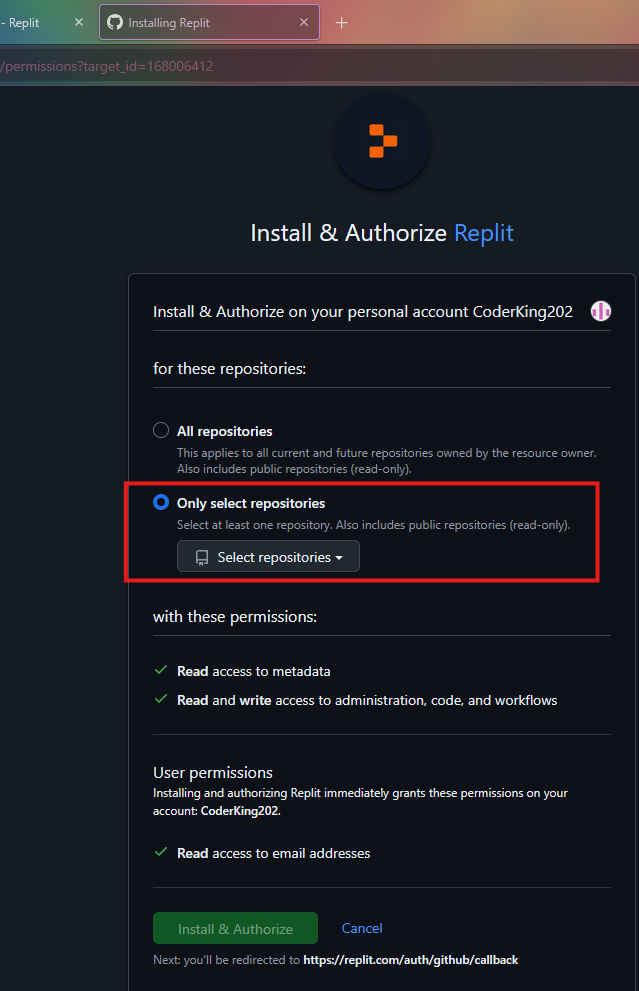 - Replit
Installing Replit
/permissions?target_id=168006412
Install & Authorize Replit
Install & Authorize on your personal account CoderKing202
for these repositories:
All repositories
This applies to all current and future repositories owned by the resource owner.
Also includes public repositories (read-only).
Only select repositories
Select at least one repository. Also includes public repositories (read-only).
Select repositories
with these permissions:
Read access to metadata
Read and write access to administration, code, and workflows
User permissions
Installing and authorizing Replit immediately grants these permissions on your
account: CoderKing202.
Read access to email addresses
Install & Authorize Cancel
Next: you'll be redirected to https://replit.com/auth/github/callback